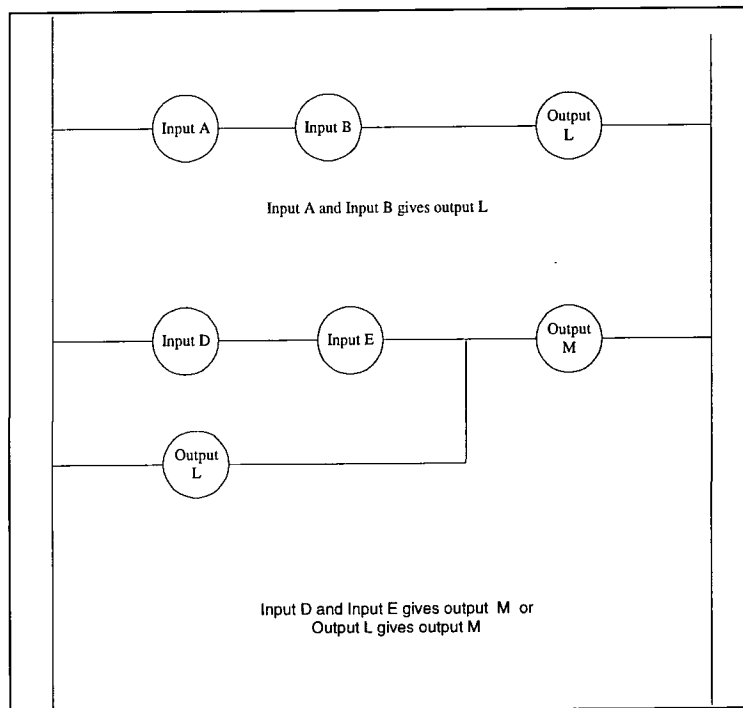 Input A
Input B
Output
L
Input A and Input B gives output L
Input D
Input E
Output
M
Output
L
Input D and Input E gives output M or
Output L gives output M